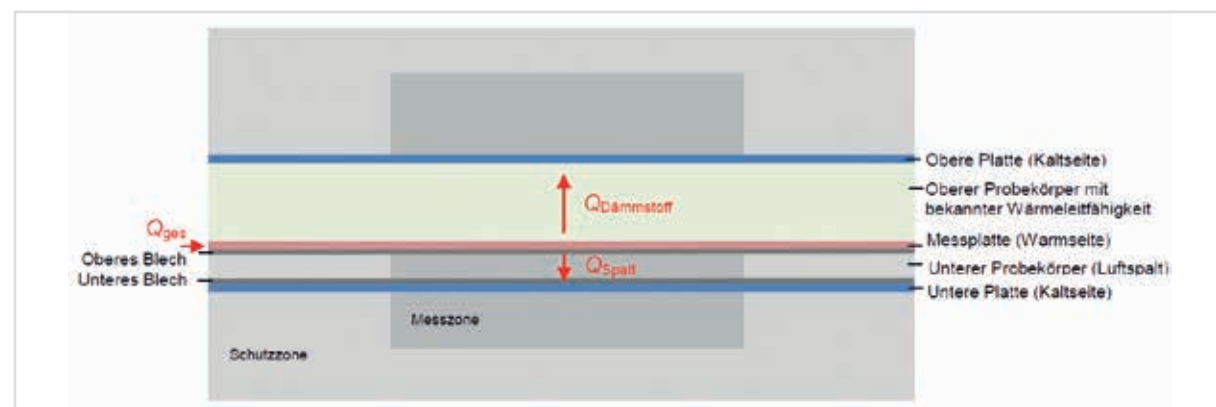 Obere Platte (Kaltseite)
Oberer Probekörper mit
bekannter Wärmeleitfähigkeit
QDämmstoff
Qges
Messplatte (Warmseite)
Oberes Blech
QSpalt
Unterer Probekörper (Luftspalt)
Unteres Blech
Untere Platte (Kaltseite)
Messzone
Schutzzone